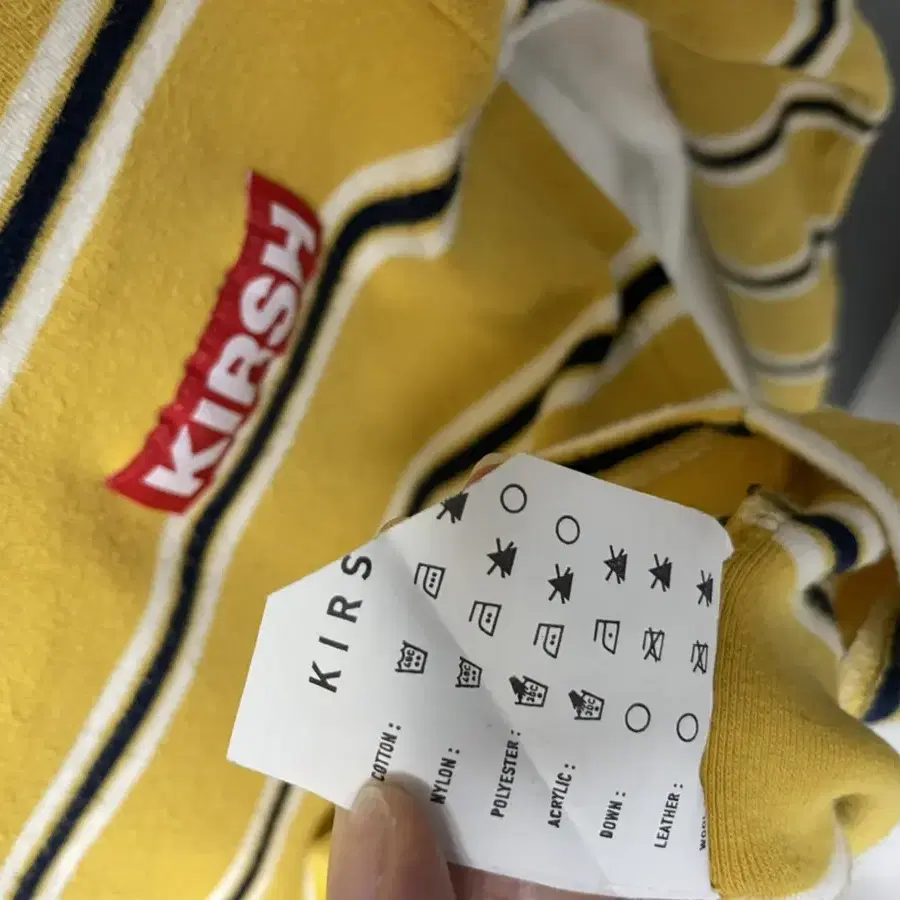 KIRSH
KIRS
COTTON :
NYLON :
POLYESTER :
ACRYLIC :
DOWN :
LEATHER :